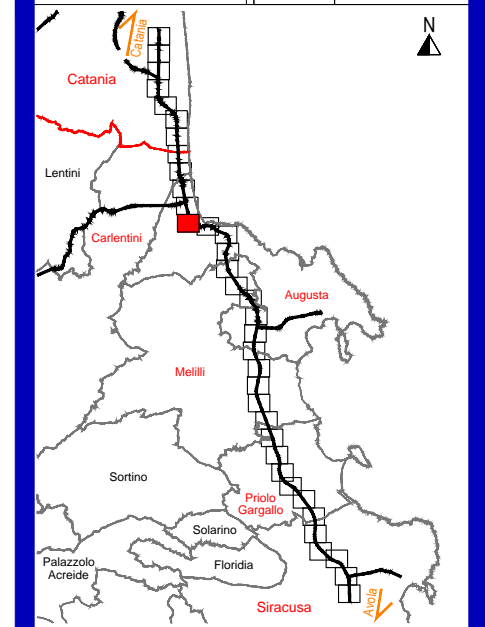 Catania
N
Catania
Lentini
Carlentini
Augusta
Melilli
Sortino
Priolo
Gargallo
Solarino
Floridia
Palazzolo
Acreide
Siracusa
Avola